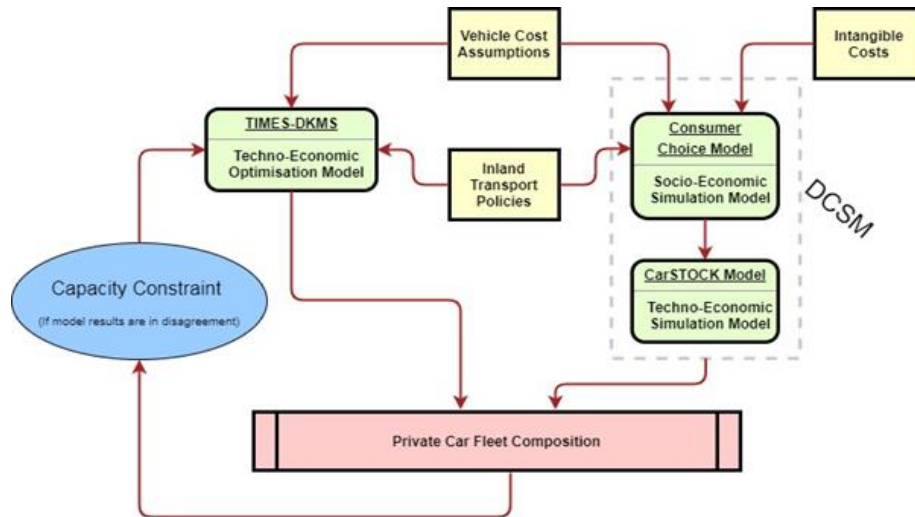 Vehicle Cost
Assumptions
Intangible
Costs
TIMES-DKMS
Techno-Economic
Optimisation Model
Consumer
Choice Model
Socio-Economic
Simulation Model
Inland
Transport
Policies
DCSM
CarSTOCK Model
Techno-Economic
Simulation Model
Capacity Constraint
(If model results are in disagreement)
Private Car Fleet Composition